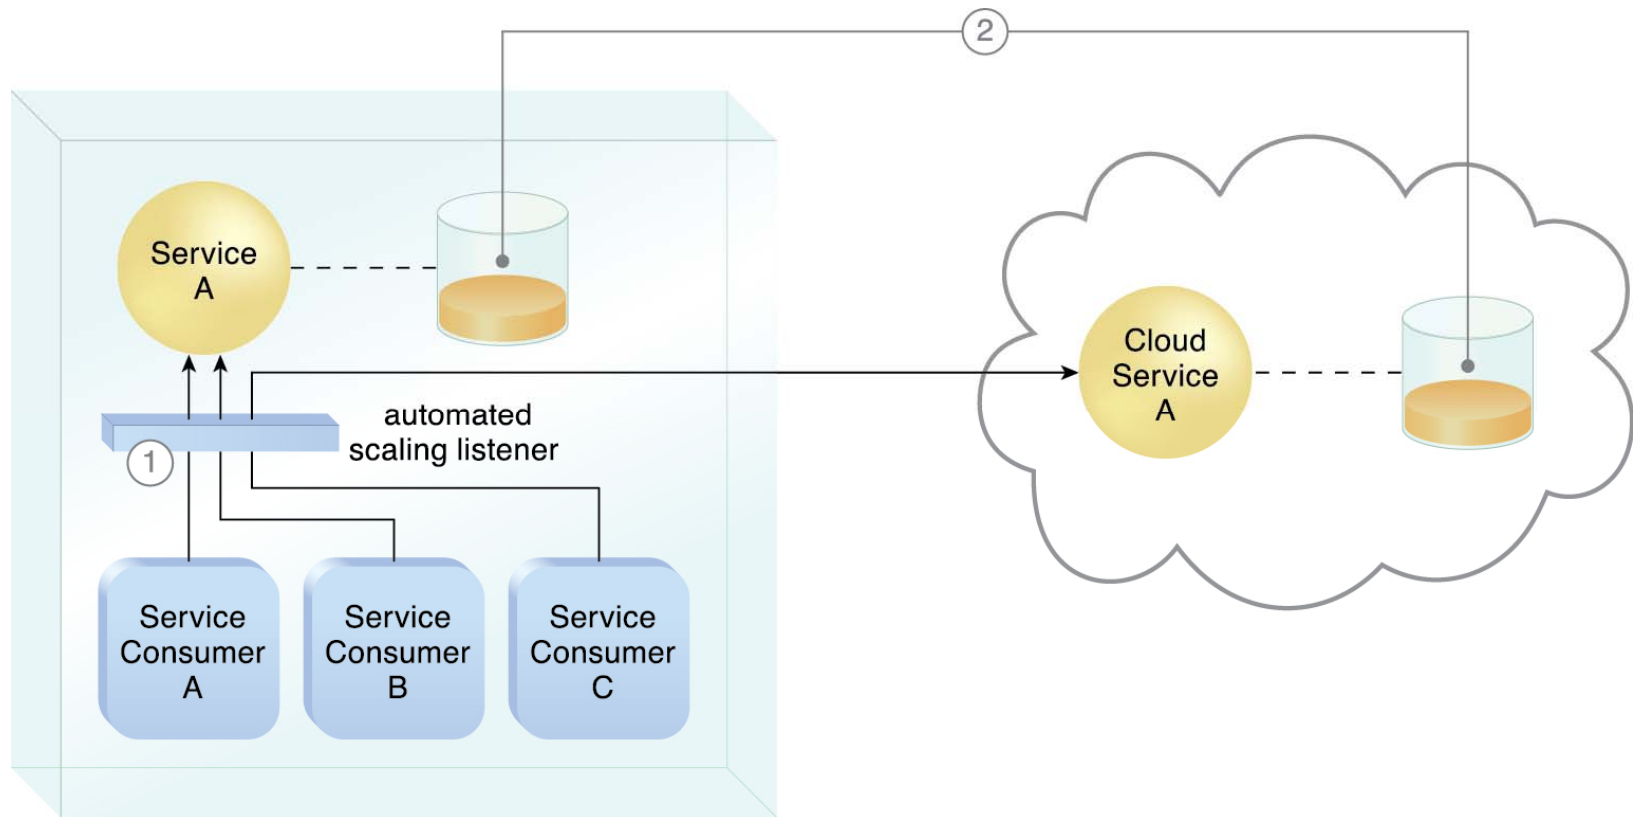 2
Service
A
Cloud
Service
A
automated
scaling listener
1
Service
Consumer
A
Service
Consumer
B
Service
Consumer
C